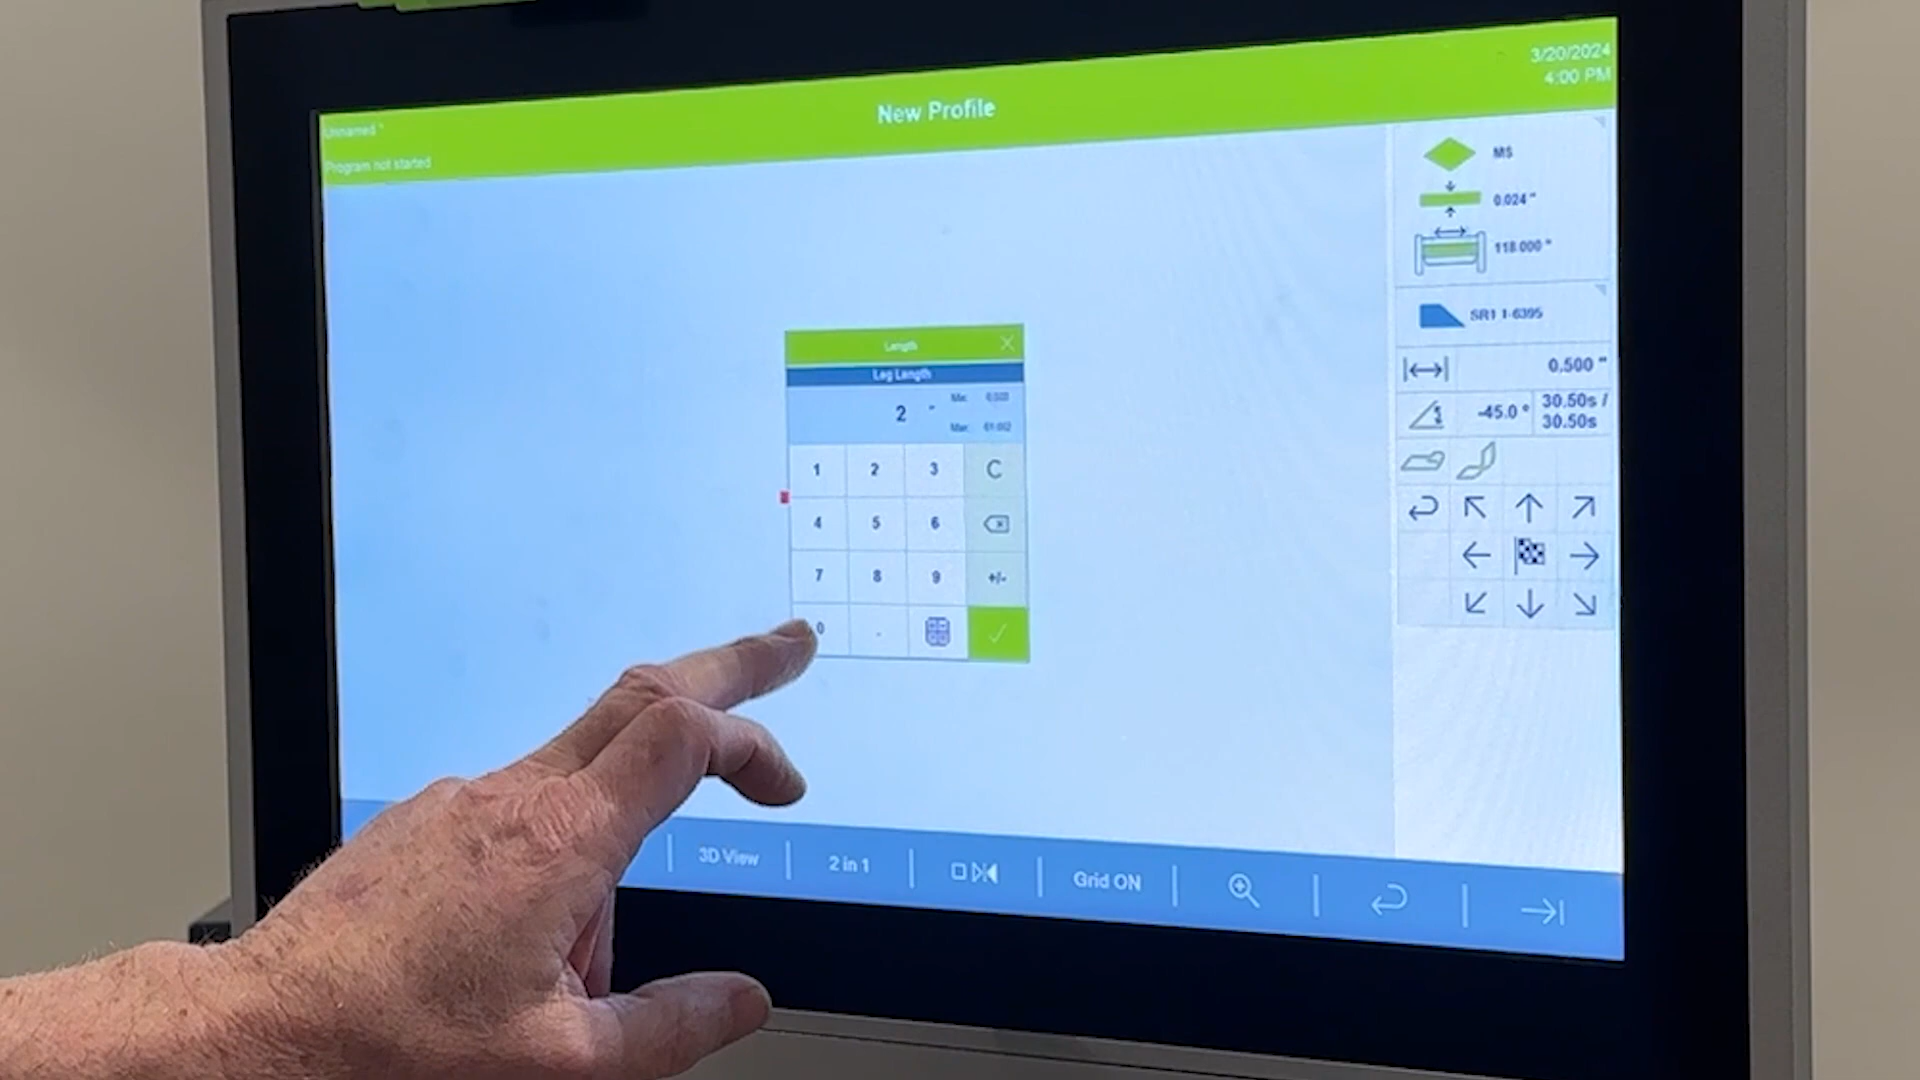 3/20/2024
4:00 PM
New Profile
Unnamed *
Program not started
MS
0.024 "
118.000 "
SR1 1-6395
0.500 "
-45.0 °
30.50s /
30.50s
Length
Leg Length
2 "
Min:
Max:
1 2 3 C
4 5 6
7 8 9 +/-
0 .
3D View
2 in 1
Grid ON